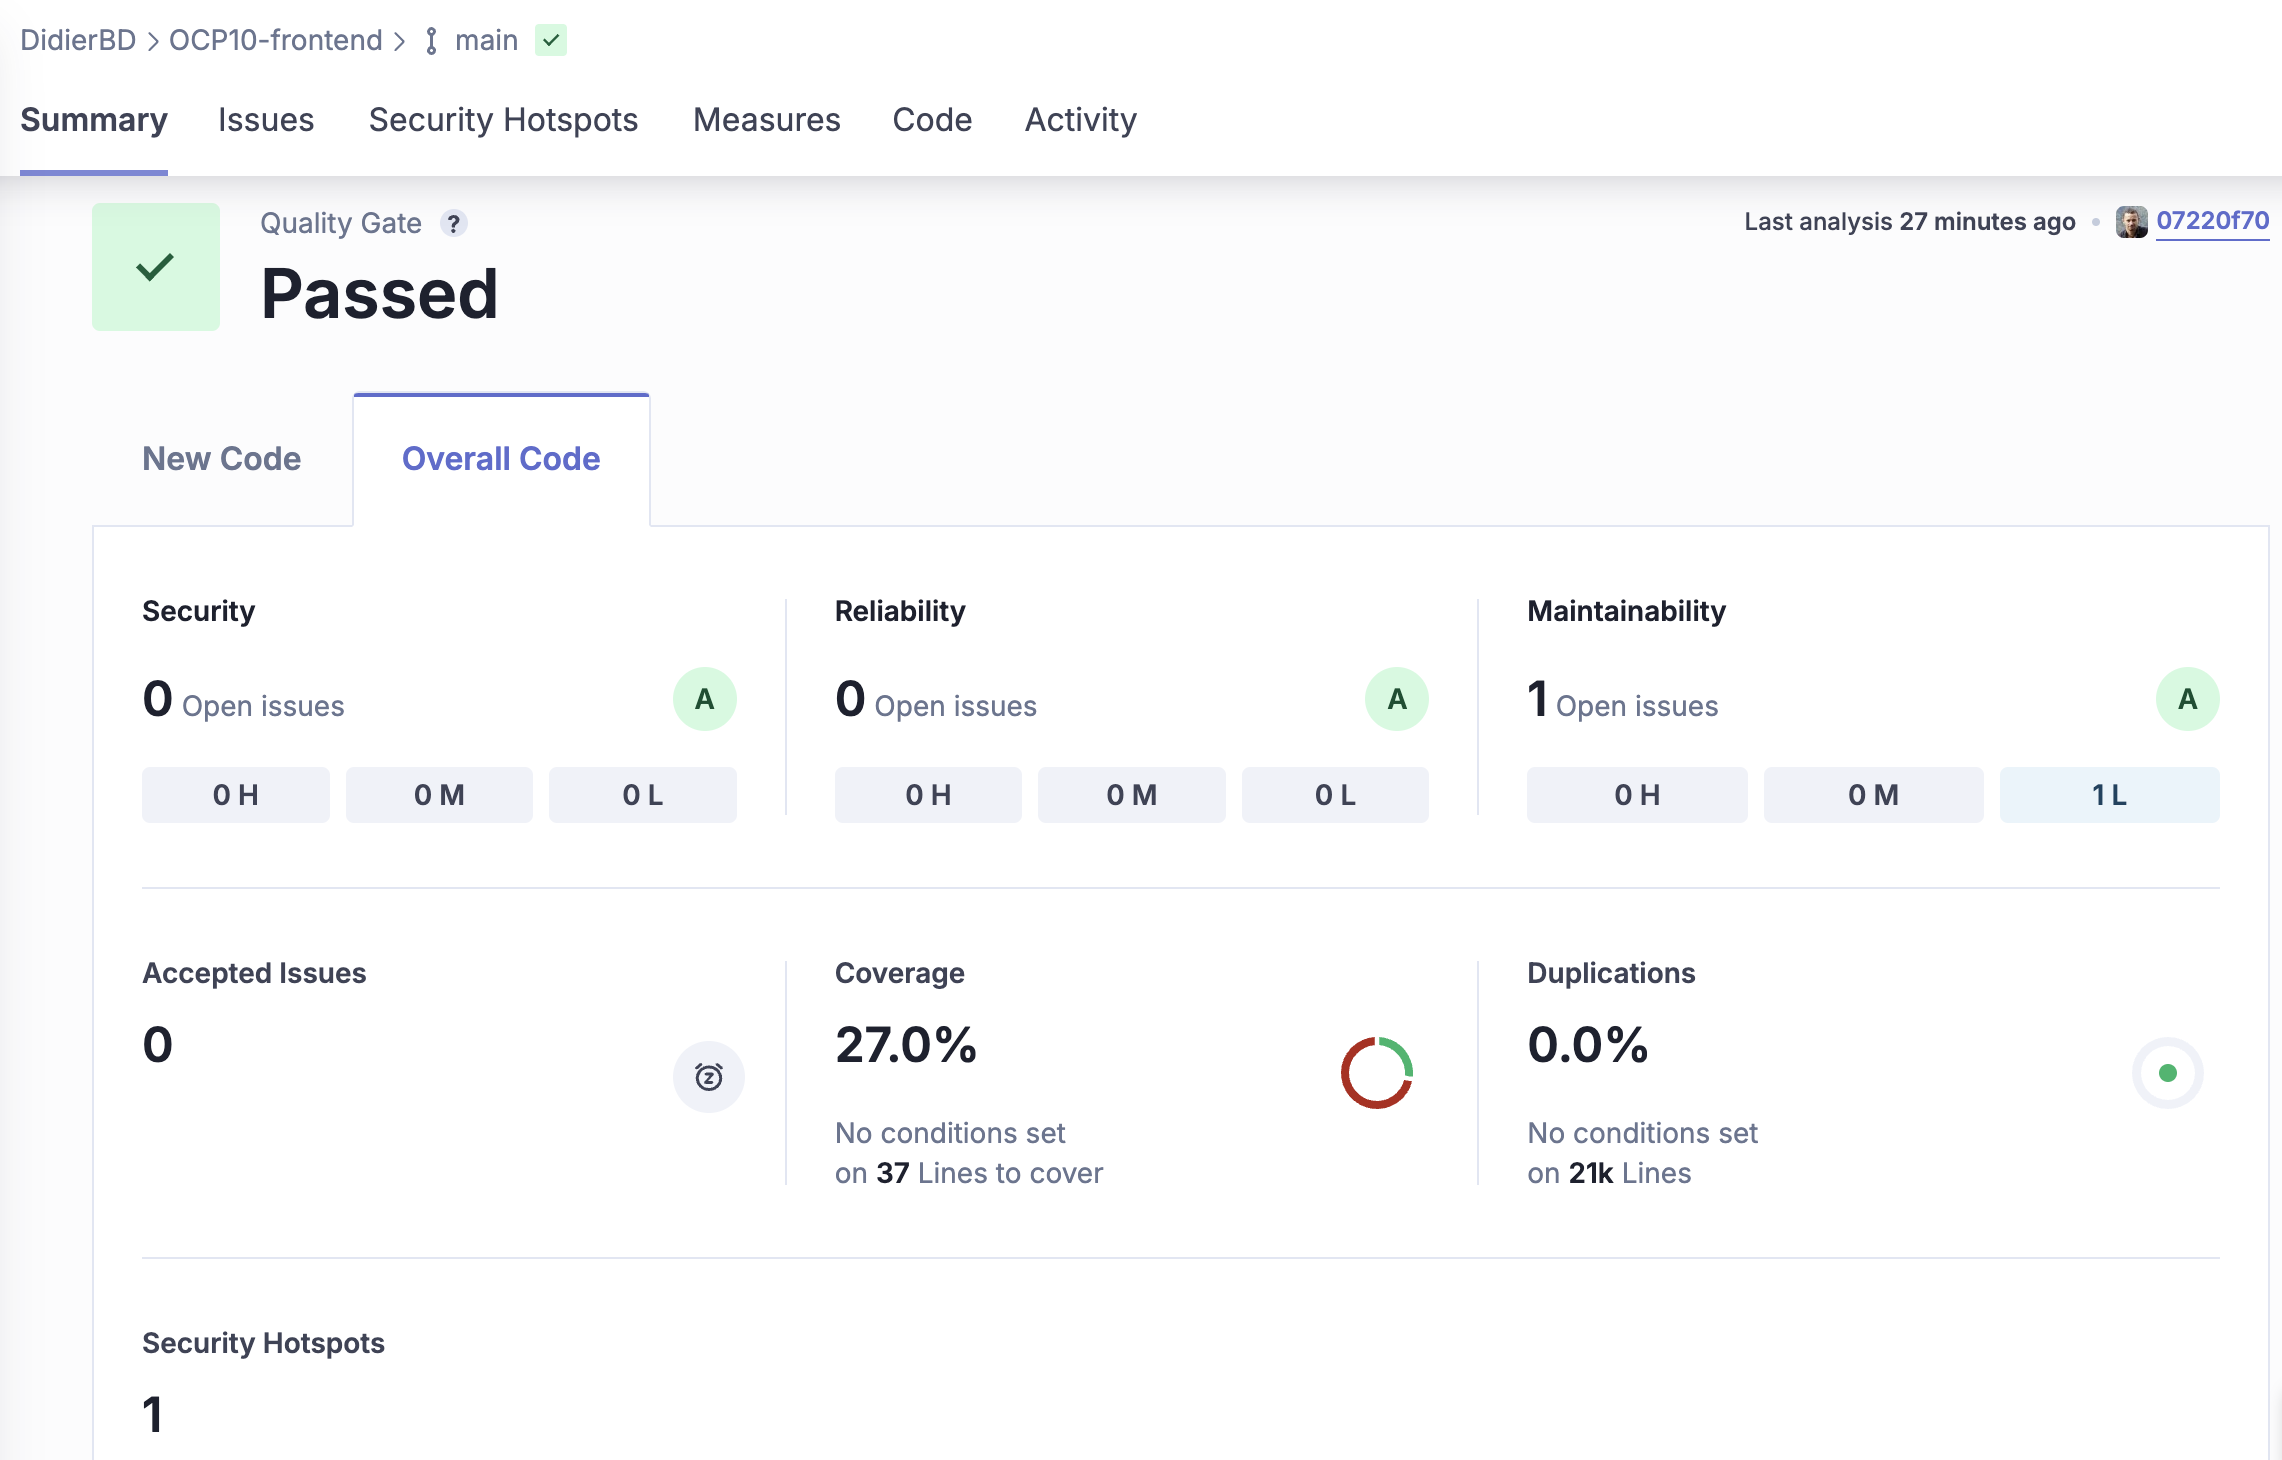 DidierBD > OCP10-frontend > main
Summary Issues Security Hotspots Measures Code Activity
Quality Gate ?
Passed
Last analysis 27 minutes ago • 07220f70
New Code Overall Code
Security
0 Open issues A
0 H 0 M 0 L
Reliability
0 Open issues A
0 H 0 M 0 L
Maintainability
1 Open issues A
0 H 0 M 1 L
Accepted Issues
0
Coverage
27.0%
No conditions set
on 37 Lines to cover
Duplications
0.0%
No conditions set
on 21k Lines
Security Hotspots
1